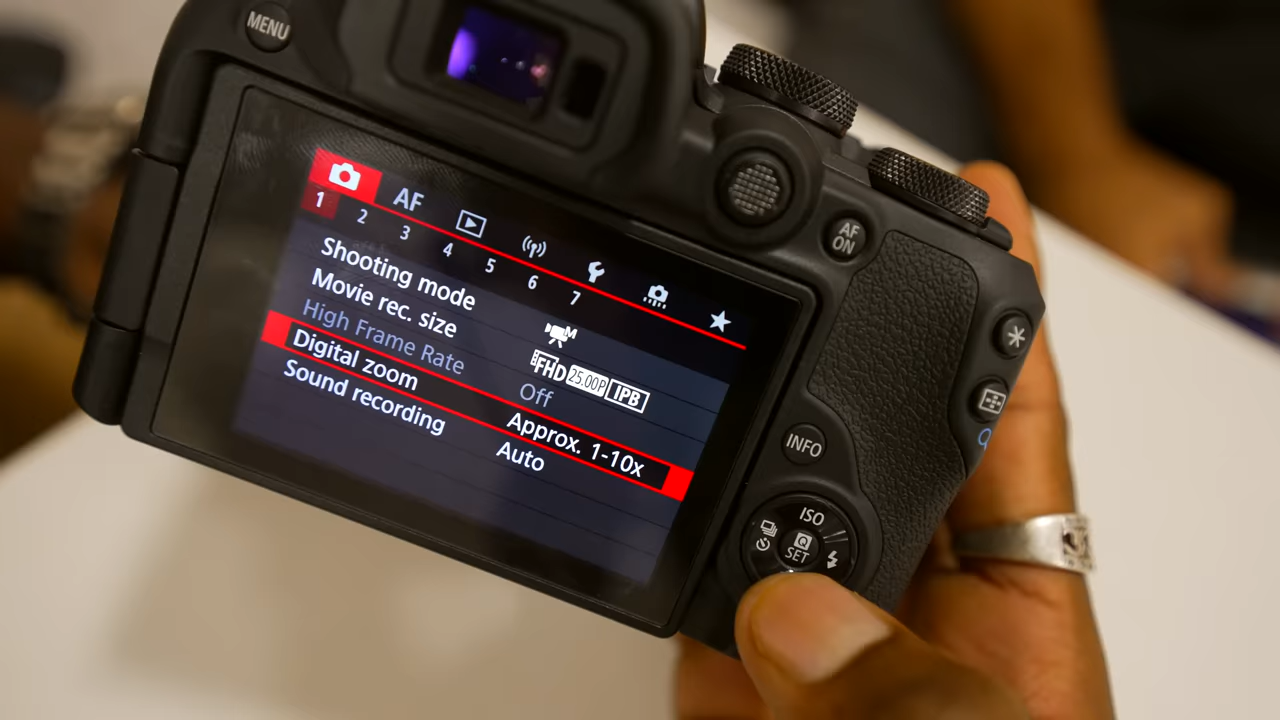 MENU
AF
1 2 3 4 5 6 7
Shooting mode M
Movie rec. size FHD 25.00P IPB
High Frame Rate Off
Digital zoom Approx. 1-10x
Sound recording Auto
AF
ON
INFO
ISO
Q
SET